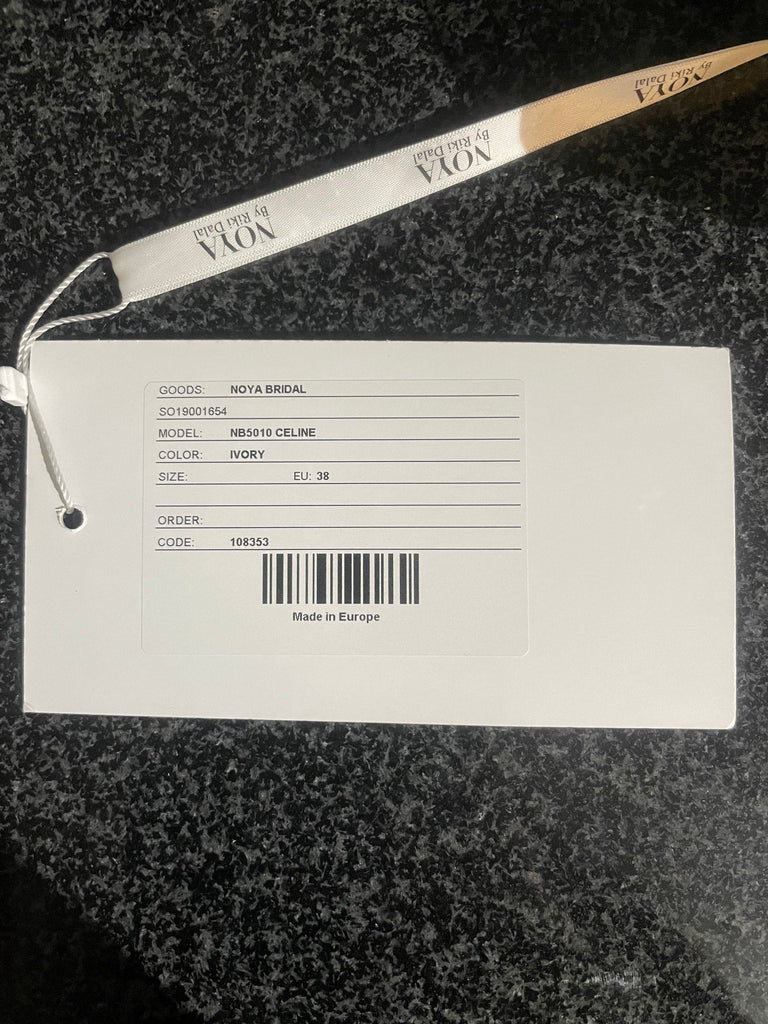 NOYA
By Riki Dalal
NOYA
By Riki Dalal
NOYA
By Riki Dalal
GOODS: NOYA BRIDAL
SO19001654
MODEL: NB5010 CELINE
COLOR: IVORY
SIZE: EU: 38
ORDER:
CODE: 108353
Made in Europe